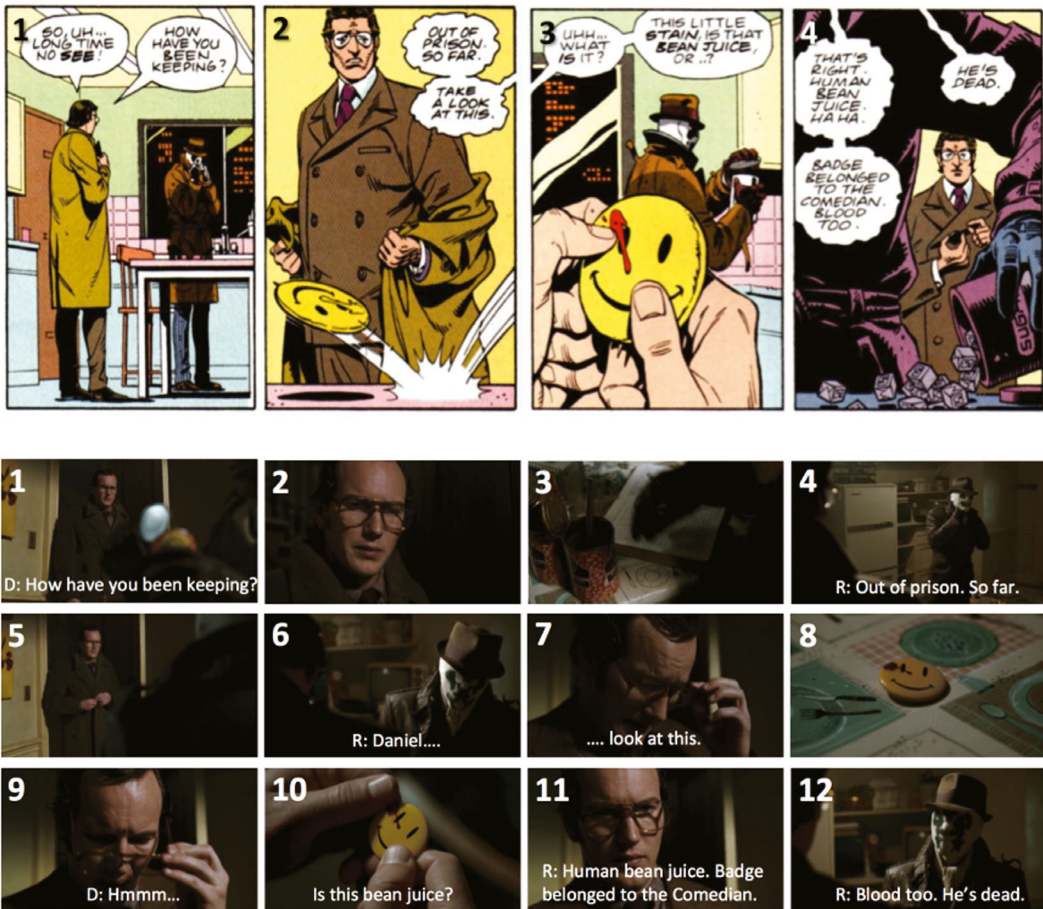 1
SO, UH...
LONG TIME
NO SEE!
HOW
HAVE YOU
BEEN
KEEPING?
2
OUT OF
PRISON.
SO FAR.
TAKE
A LOOK
AT THIS.
3
UHH...
WHAT
IS IT?
THIS LITTLE
STAIN, IS THAT
BEAN JUICE,
OR..?
4
THAT'S
RIGHT.
HUMAN
BEAN
JUICE.
HA HA.
BADGE
BELONGED
TO THE
COMEDIAN.
BLOOD
TOO.
HE'S
DEAD.
SUGA
1
D: How have you been keeping?
2
3
4
R: Out of prison. So far.
5
6
R: Daniel....
7
.... look at this.
8
9
D: Hmmm...
10
Is this bean juice?
11
R: Human bean juice. Badge
belonged to the Comedian.
12
R: Blood too. He's dead.